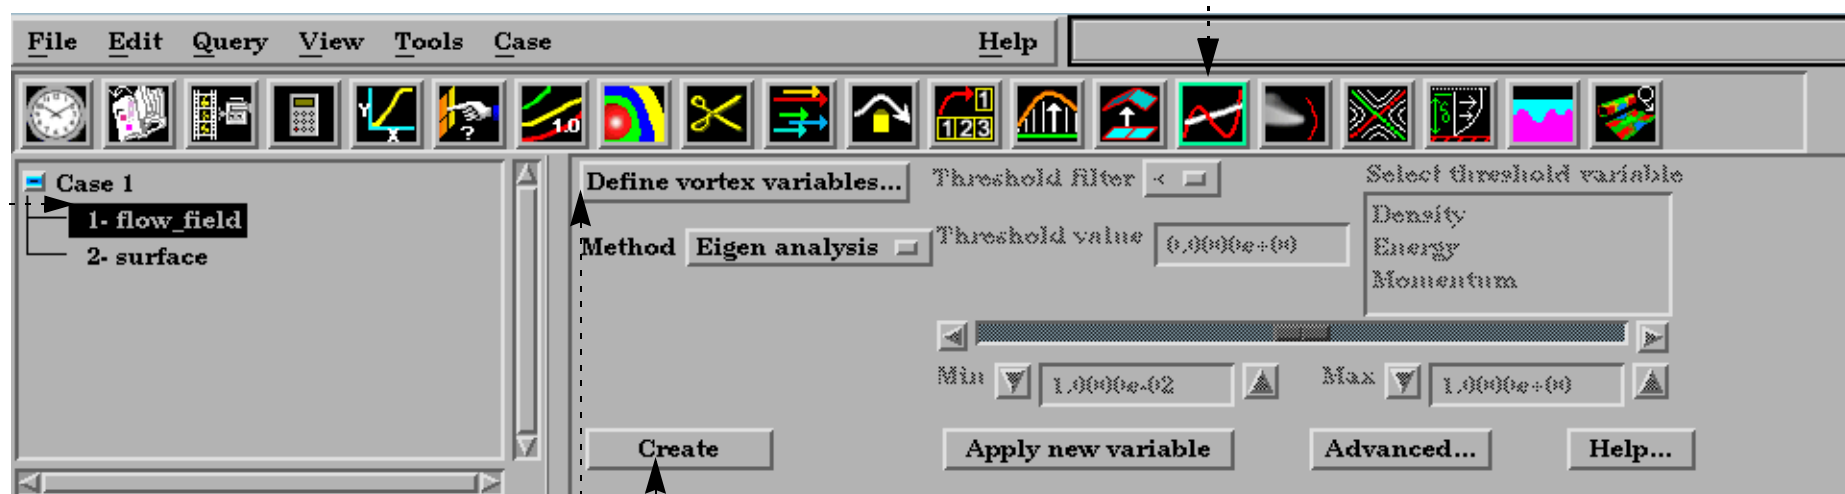 File Edit Query View Tools Case Help
Y X ? 1.0 1 1 2 3 δ
Case 1
1- flow_field
2- surface
Define vortex variables... Threshold filter < Select threshold variable
Density
Method Eigen analysis Threshold value 0.0000e+00 Energy
Momentum
Min 1.0000e-02 Max 1.0000e+00
Create Apply new variable Advanced... Help...